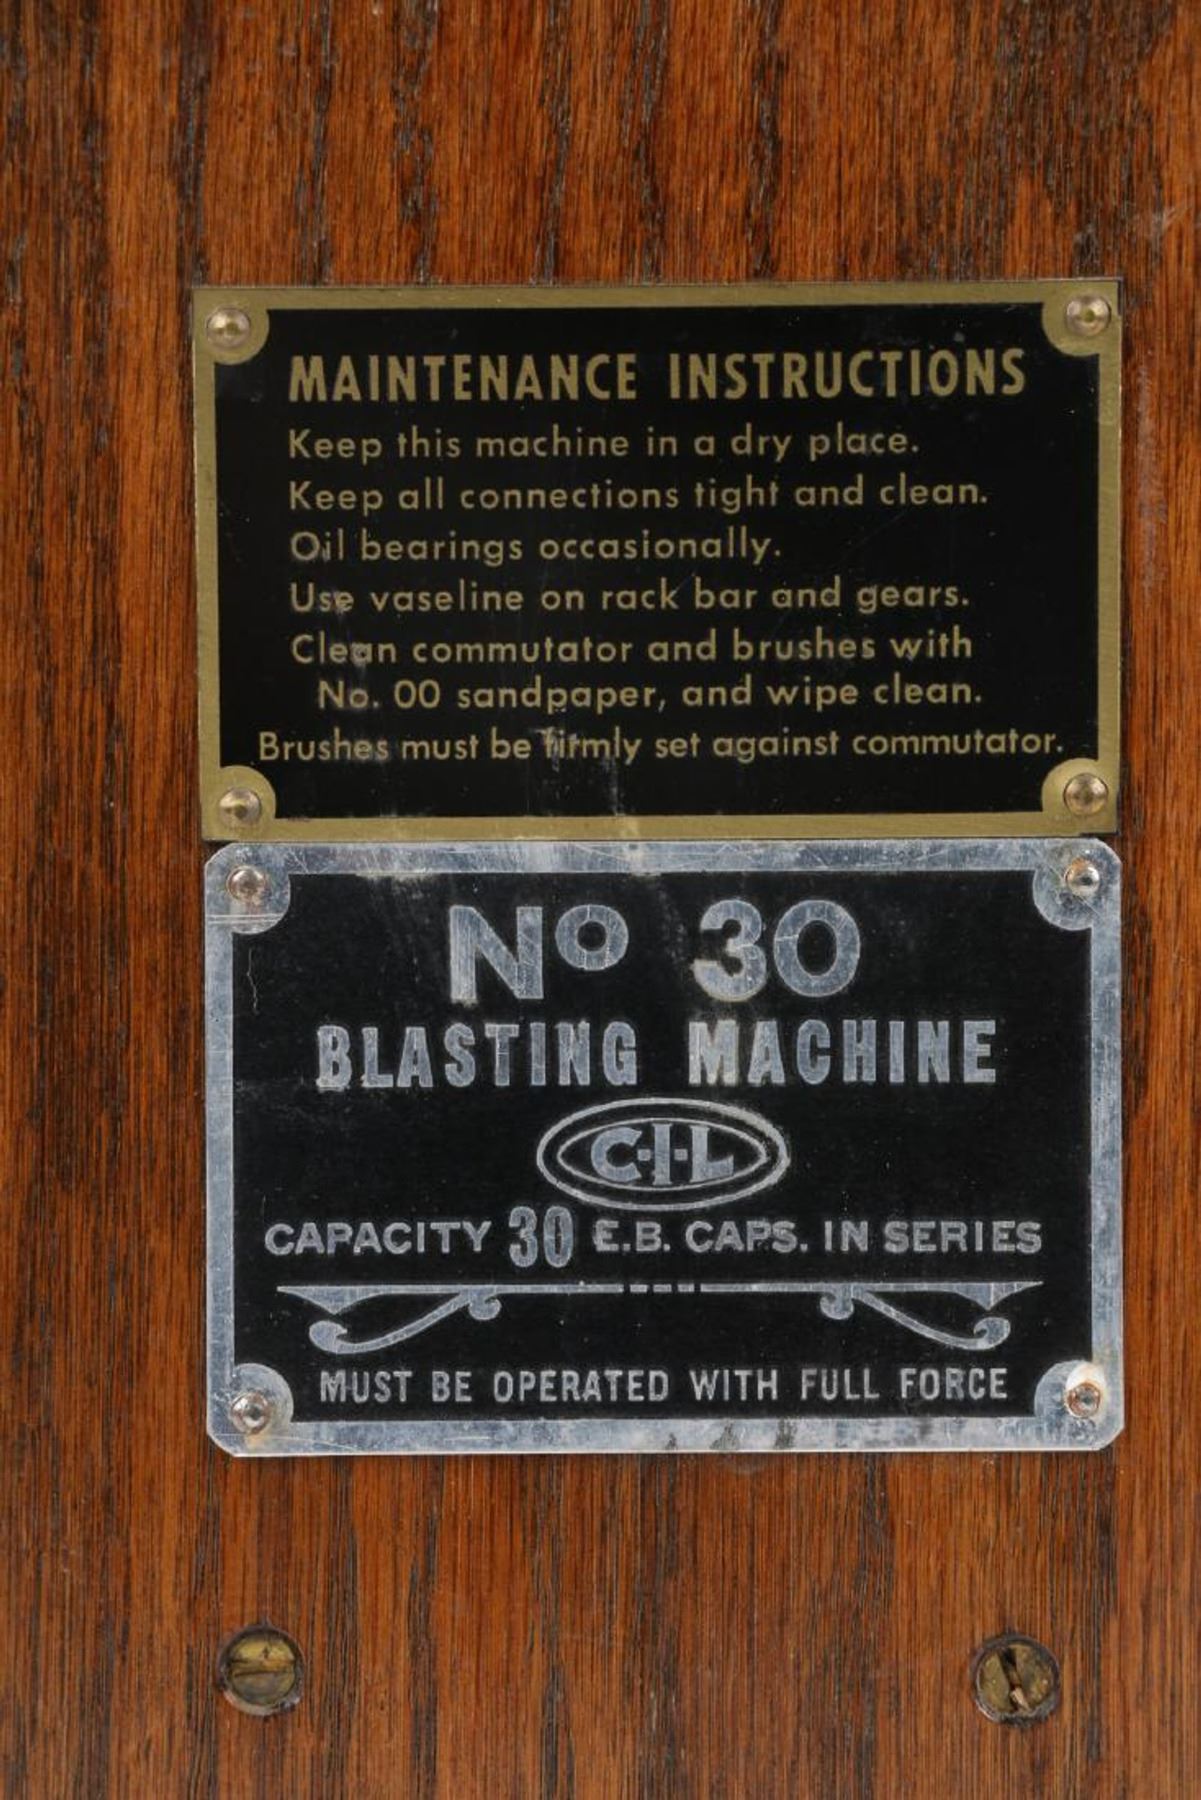 MAINTENANCE INSTRUCTIONS
Keep this machine in a dry place.
Keep all connections tight and clean.
Oil bearings occasionally.
Use vaseline on rack bar and gears.
Clean commutator and brushes with
No. 00 sandpaper, and wipe clean.
Brushes must be firmly set against commutator.
Nº 30
BLASTING MACHINE
C-I-L
CAPACITY 30 E.B. CAPS. IN SERIES
MUST BE OPERATED WITH FULL FORCE